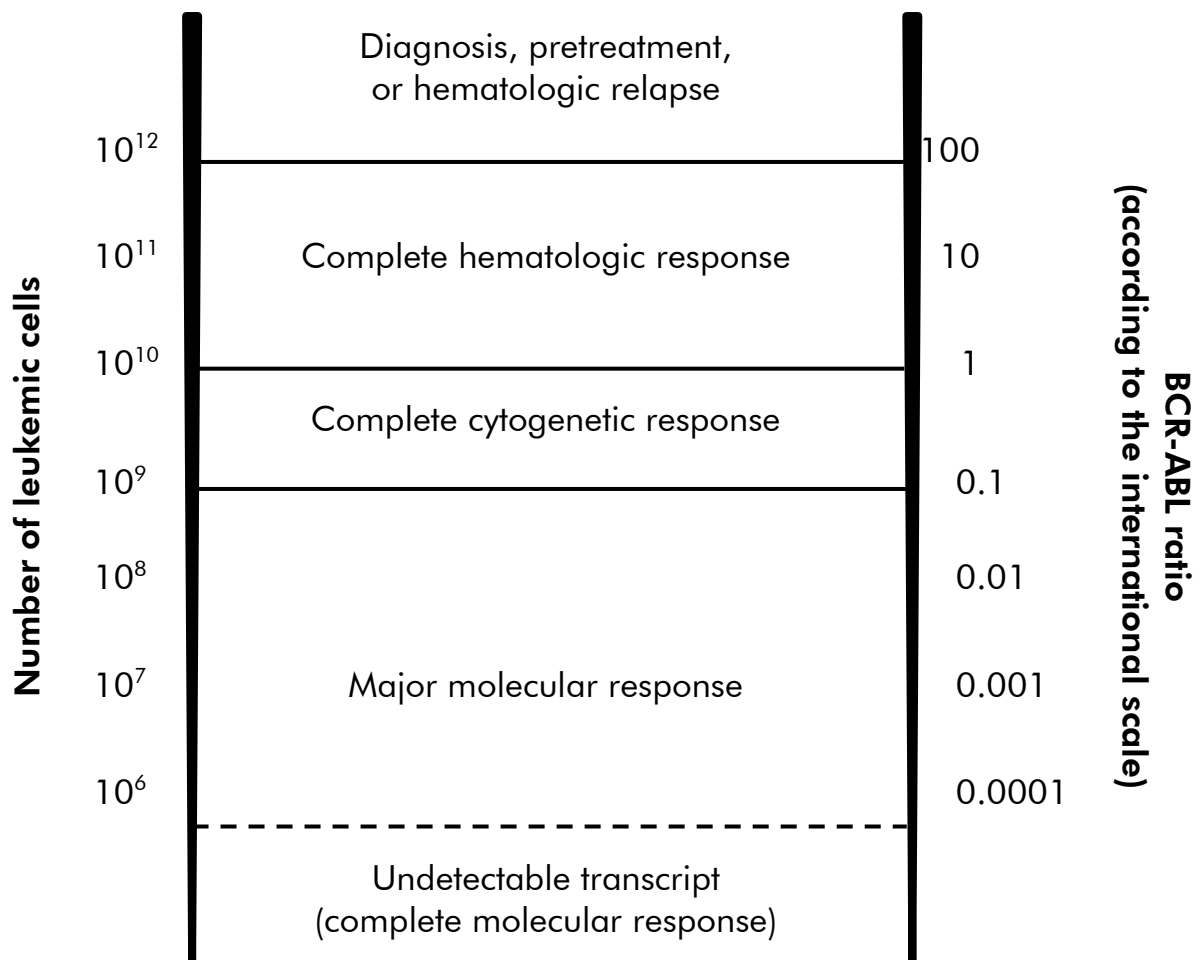 Diagnosis, pretreatment,
or hematologic relapse
10¹² 100
10¹¹ Complete hematologic response 10
10¹⁰ 1
Complete cytogenetic response
10⁹ 0.1
10⁸ 0.01
10⁷ Major molecular response 0.001
10⁶ 0.0001
Undetectable transcript
(complete molecular response)
Number of leukemic cells
BCR-ABL ratio
(according to the international scale)